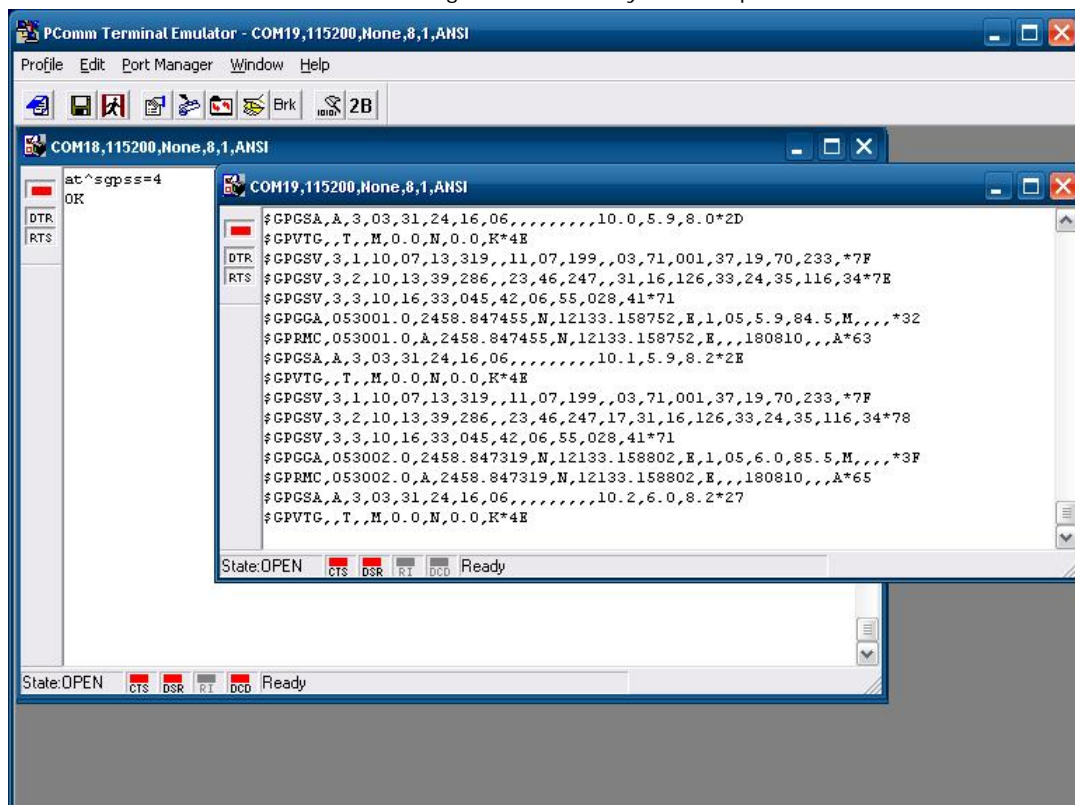 PComm Terminal Emulator - COM19,115200,None,8,1,ANSI
Profile Edit Port Manager Window Help
Brk 2B
COM18,115200,None,8,1,ANSI
at^sgpss=4
OK
DTR
RTS
COM19,115200,None,8,1,ANSI
DTR
RTS
$GPGSA,A,3,03,31,24,16,06,,,,,,,,10.0,5.9,8.0*2D
$GPVTG,,T,,M,0.0,N,0.0,K*4E
$GPGSV,3,1,10,07,13,319,,11,07,199,,03,71,001,37,19,70,233,*7F
$GPGSV,3,2,10,13,39,286,,23,46,247,,31,16,126,33,24,35,116,34*7E
$GPGSV,3,3,10,16,33,045,42,06,55,028,41*71
$GPGGA,053001.0,2458.847455,N,12133.158752,E,1,05,5.9,84.5,M,,,,*32
$GPRMC,053001.0,A,2458.847455,N,12133.158752,E,,,180810,,,A*63
$GPGSA,A,3,03,31,24,16,06,,,,,,,,10.1,5.9,8.2*2E
$GPVTG,,T,,M,0.0,N,0.0,K*4E
$GPGSV,3,1,10,07,13,319,,11,07,199,,03,71,001,37,19,70,233,*7F
$GPGSV,3,2,10,13,39,286,,23,46,247,17,31,16,126,33,24,35,116,34*78
$GPGSV,3,3,10,16,33,045,42,06,55,028,41*71
$GPGGA,053002.0,2458.847319,N,12133.158802,E,1,05,6.0,85.5,M,,,,*3F
$GPRMC,053002.0,A,2458.847319,N,12133.158802,E,,,180810,,,A*65
$GPGSA,A,3,03,31,24,16,06,,,,,,,,10.2,6.0,8.2*27
$GPVTG,,T,,M,0.0,N,0.0,K*4E
State:OPEN CTS DSR RI DCD Ready
State:OPEN CTS DSR RI DCD Ready